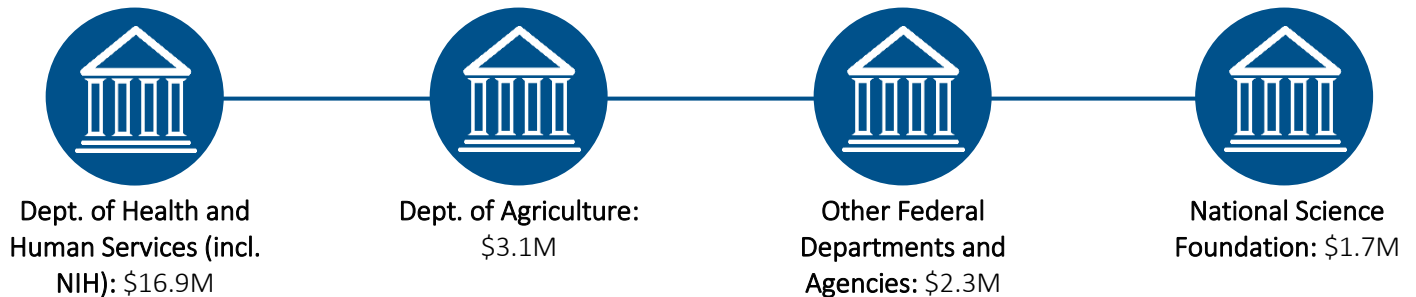 Dept. of Health and
Human Services (incl.
NIH): $16.9M
Dept. of Agriculture:
$3.1M
Other Federal
Departments and
Agencies: $2.3M
National Science
Foundation: $1.7M